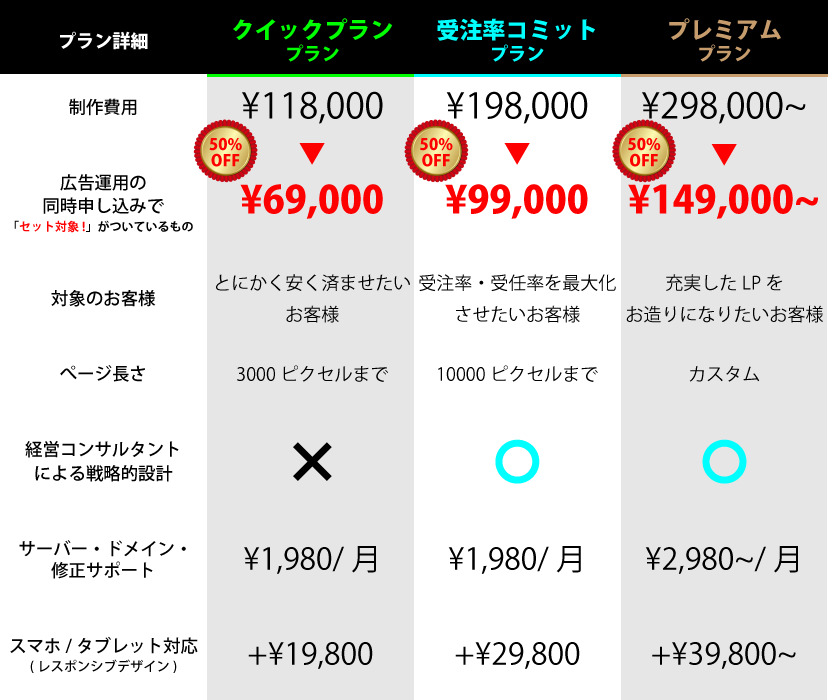 プラン詳細
クイックプラン
プラン
受注率コミット
プラン
プレミアム
プラン
制作費用
¥118,000
¥198,000
¥298,000~
50%
OFF
50%
OFF
50%
OFF
広告運用の
同時申し込みで
「セット対象!」がついているもの
¥69,000
¥99,000
¥149,000~
対象のお客様
とにかく安く済ませたい
お客様
受注率・受任率を最大化
させたいお客様
充実した LP を
お造りになりたいお客様
ページ長さ
3000 ピクセルまで
10000 ピクセルまで
カスタム
経営コンサルタント
による戦略的設計
サーバー・ドメイン・
修正サポート
¥1,980/ 月
¥1,980/ 月
¥2,980~/ 月
スマホ / タブレット対応
( レスポンシブデザイン )
+¥19,800
+¥29,800
+¥39,800~